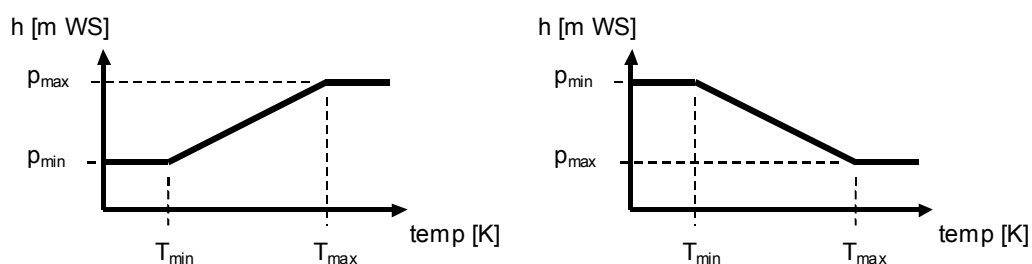 h [m WS]
p_max
p_min
T_min
T_max
temp [K]
h [m WS]
p_min
p_max
T_min
T_max
temp [K]